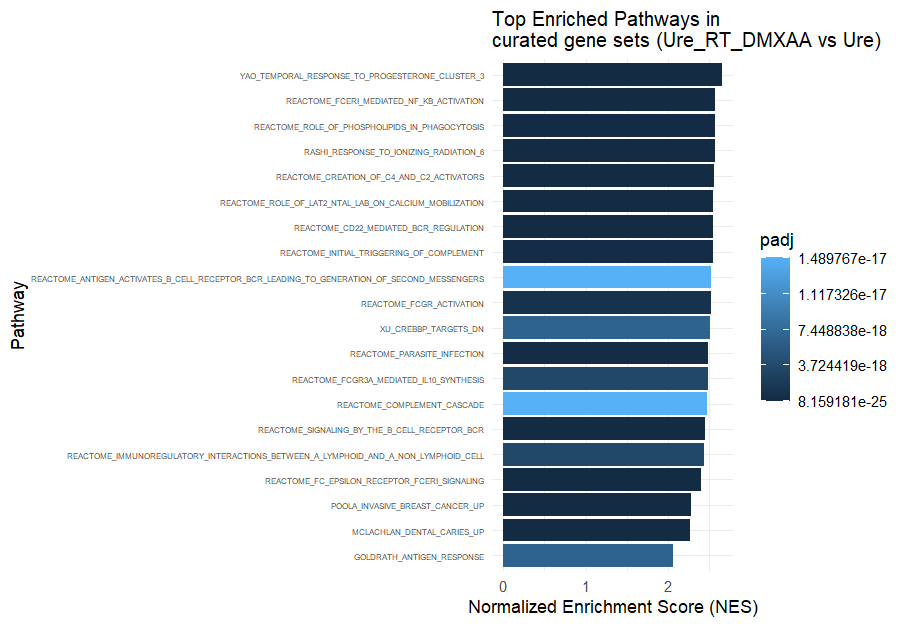 Top Enriched Pathways in
curated gene sets (Ure_RT_DMXAA vs Ure)
YAO_TEMPORAL_RESPONSE_TO_PROGESTERONE_CLUSTER_3
REACTOME_FCERI_MEDIATED_NF_KB_ACTIVATION
REACTOME_ROLE_OF_PHOSPHOLIPIDS_IN_PHAGOCYTOSIS
RASHI_RESPONSE_TO_IONIZING_RADIATION_6
REACTOME_CREATION_OF_C4_AND_C2_ACTIVATORS
REACTOME_ROLE_OF_LAT2_NTAL_LAB_ON_CALCIUM_MOBILIZATION
REACTOME_CD22_MEDIATED_BCR_REGULATION
REACTOME_INITIAL_TRIGGERING_OF_COMPLEMENT
REACTOME_ANTIGEN_ACTIVATES_B_CELL_RECEPTOR_BCR_LEADING_TO_GENERATION_OF_SECOND_MESSENGERS
REACTOME_FCGR_ACTIVATION
XU_CREBBP_TARGETS_DN
REACTOME_PARASITE_INFECTION
REACTOME_FCGR3A_MEDIATED_IL10_SYNTHESIS
REACTOME_COMPLEMENT_CASCADE
REACTOME_SIGNALING_BY_THE_B_CELL_RECEPTOR_BCR
REACTOME_IMMUNOREGULATORY_INTERACTIONS_BETWEEN_A_LYMPHOID_AND_A_NON_LYMPHOID_CELL
REACTOME_FC_EPSILON_RECEPTOR_FCERI_SIGNALING
POOLA_INVASIVE_BREAST_CANCER_UP
MCLACHLAN_DENTAL_CARIES_UP
GOLDRATH_ANTIGEN_RESPONSE
Pathway
0 1 2
Normalized Enrichment Score (NES)
padj
1.489767e-17
1.117326e-17
7.448838e-18
3.724419e-18
8.159181e-25